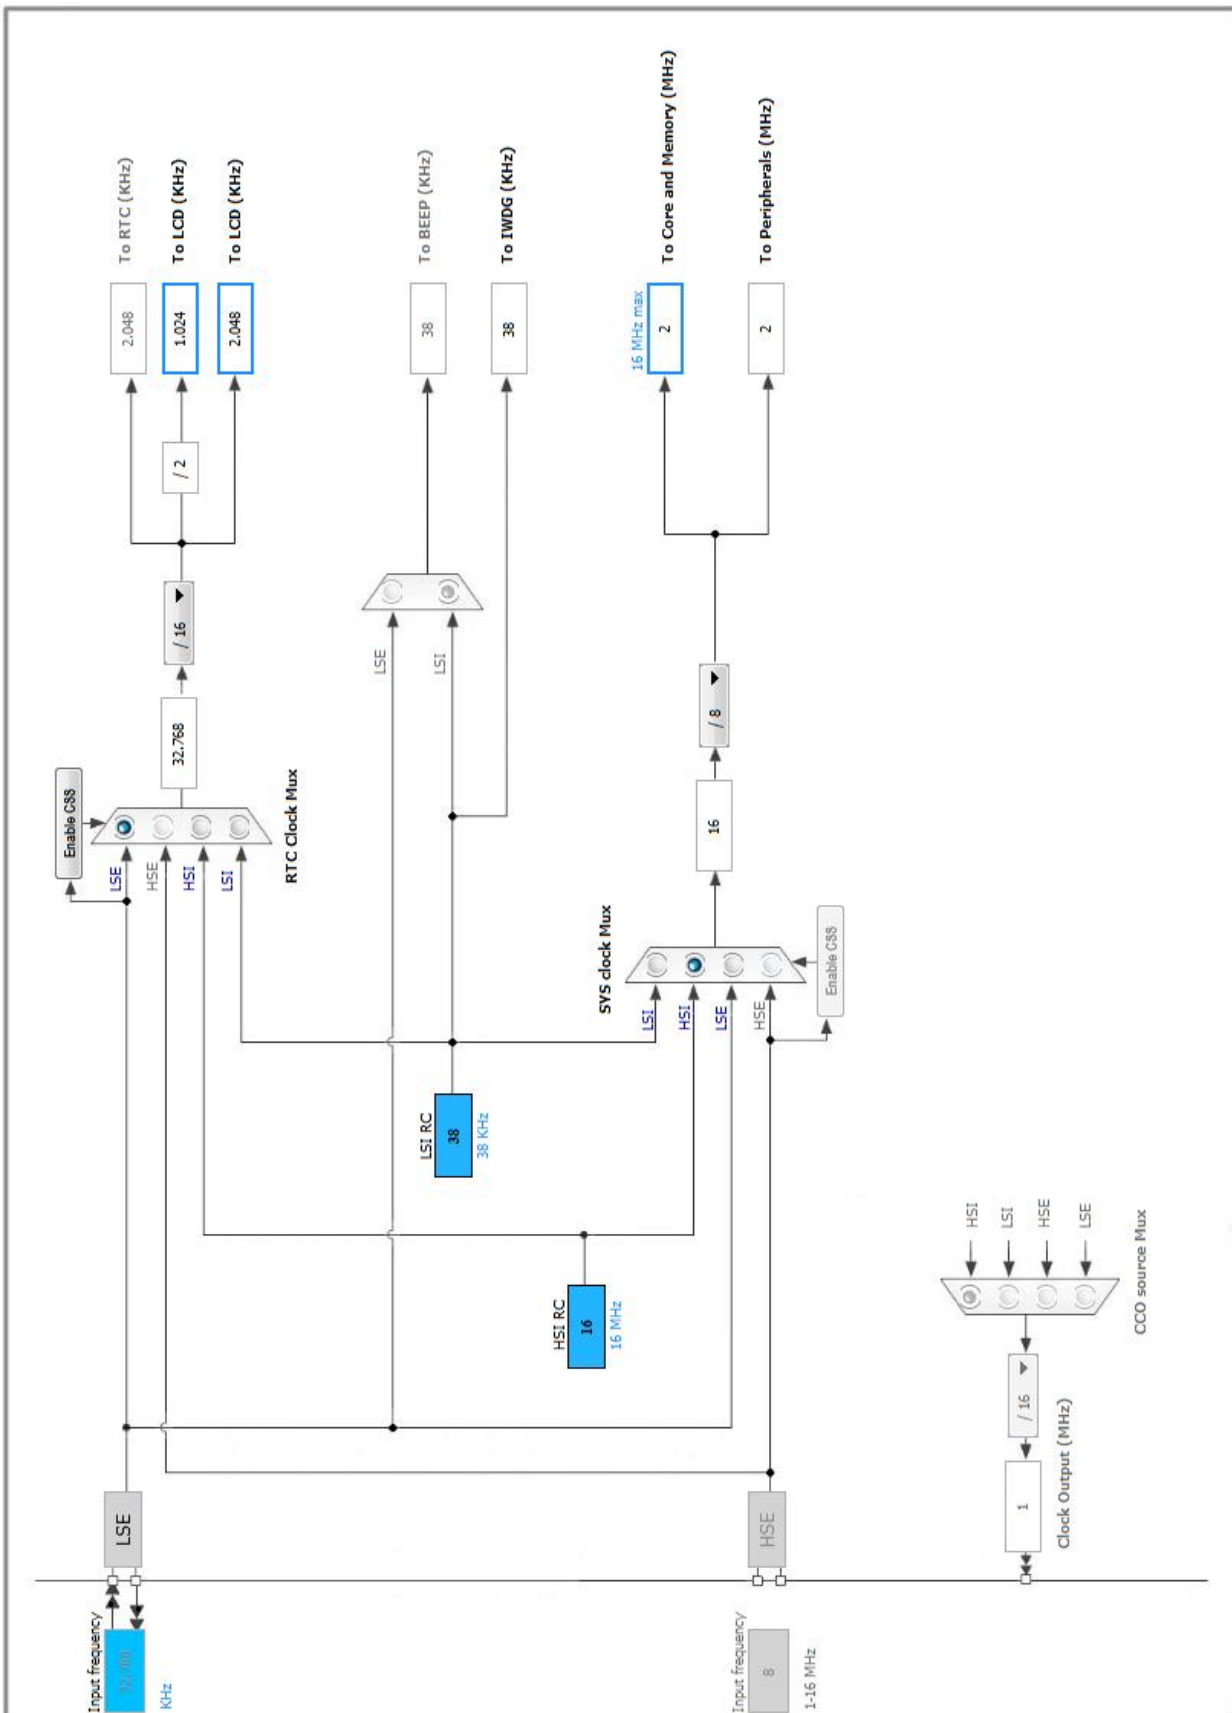 Input frequency
32.768
KHz
LSE
Enable CSS
LSE
HSE
HSI
LSI
RTC Clock Mux
32.768
/ 16
/ 2
2.048
To RTC (KHz)
1.024
To LCD (KHz)
2.048
To LCD (KHz)
LSE
LSI
38
To BEEP (KHz)
38
To IWDG (KHz)
LSI RC
38
38 KHz
HSI RC
16
16 MHz
SYS clock Mux
LSI
HSI
LSE
HSE
Enable CSS
16
/ 8
16 MHz max
2
To Core and Memory (MHz)
2
To Peripherals (MHz)
Input frequency
8
1-16 MHz
HSE
HSI
LSI
HSE
LSE
CCO source Mux
/ 16
1
Clock Output (MHz)